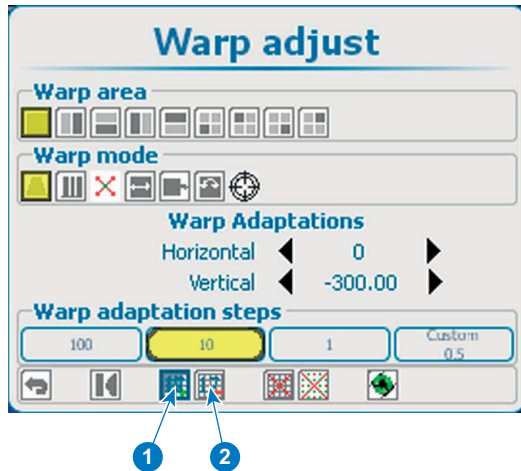 Warp adjust
Warp area
Warp mode
Warp Adaptations
Horizontal 0
Vertical -300.00
Warp adaptation steps
100 10 1 Custom
0.5
1 2